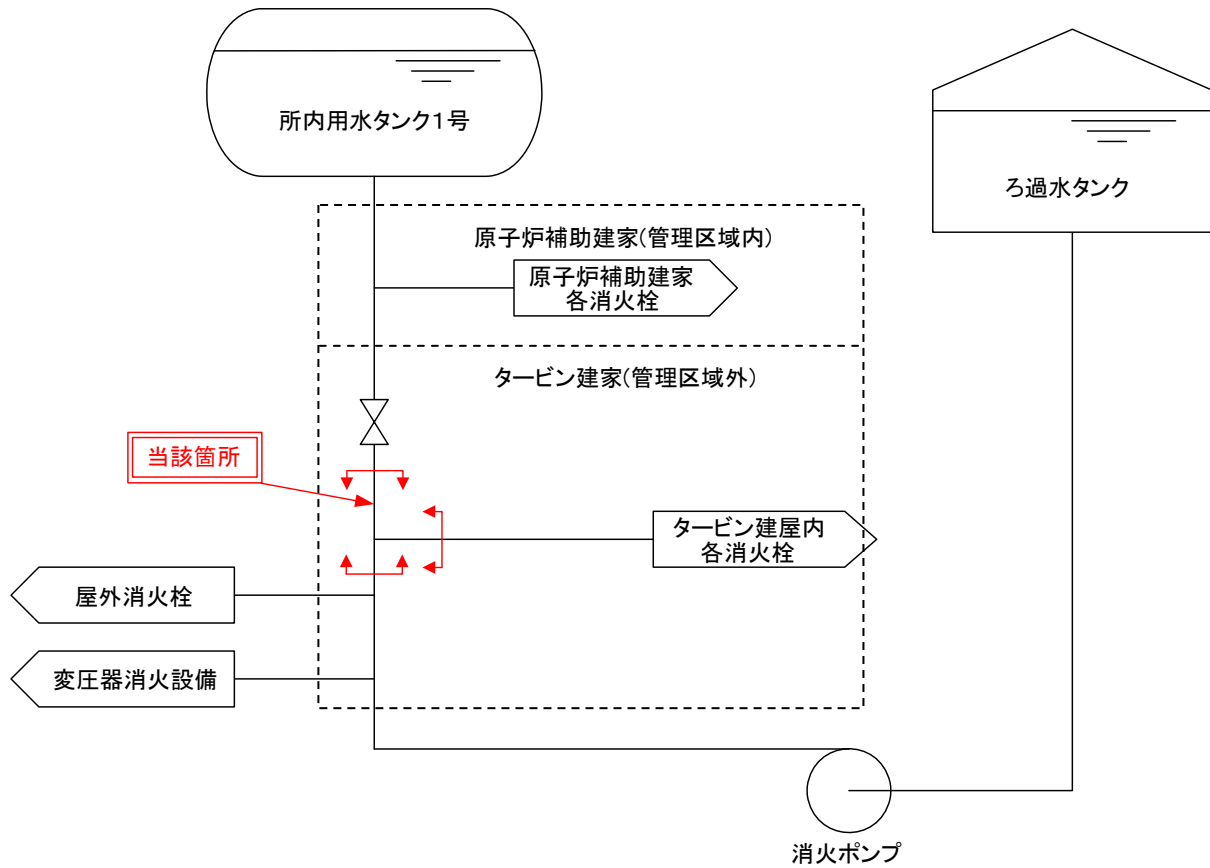 所内用水タンク1号
ろ過水タンク
原子炉補助建家(管理区域内)
原子炉補助建家
各消火栓
タービン建家(管理区域外)
当該箇所
タービン建屋内
各消火栓
屋外消火栓
変圧器消火設備
消火ポンプ